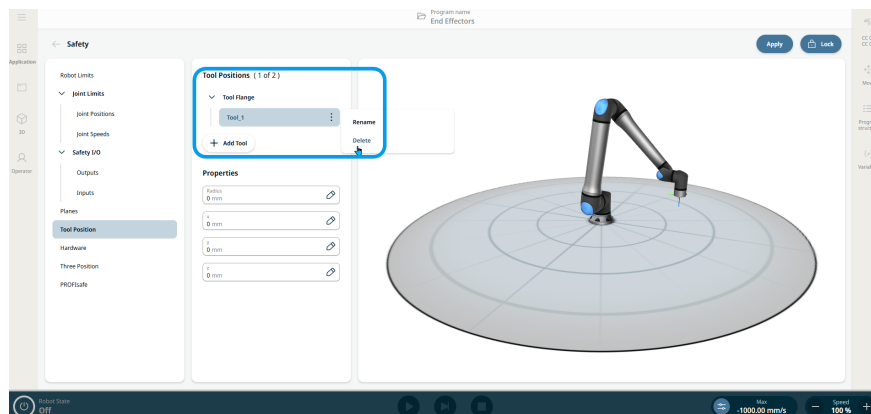 Program name
End Effectors
Safety
Apply
Lock
Application
3D
Operator
Robot Limits
Joint Limits
Joint Positions
Joint Speeds
Safety I/O
Outputs
Inputs
Planes
Tool Position
Hardware
Three Position
PROFIsafe
Tool Positions ( 1 of 2 )
Tool Flange
Tool_1
Rename
Delete
Add Tool
Properties
Radius
0 mm
X
0 mm
0 mm
0 mm
Robot State
Off
Max
-1000.00 mm/s
Speed
100 %